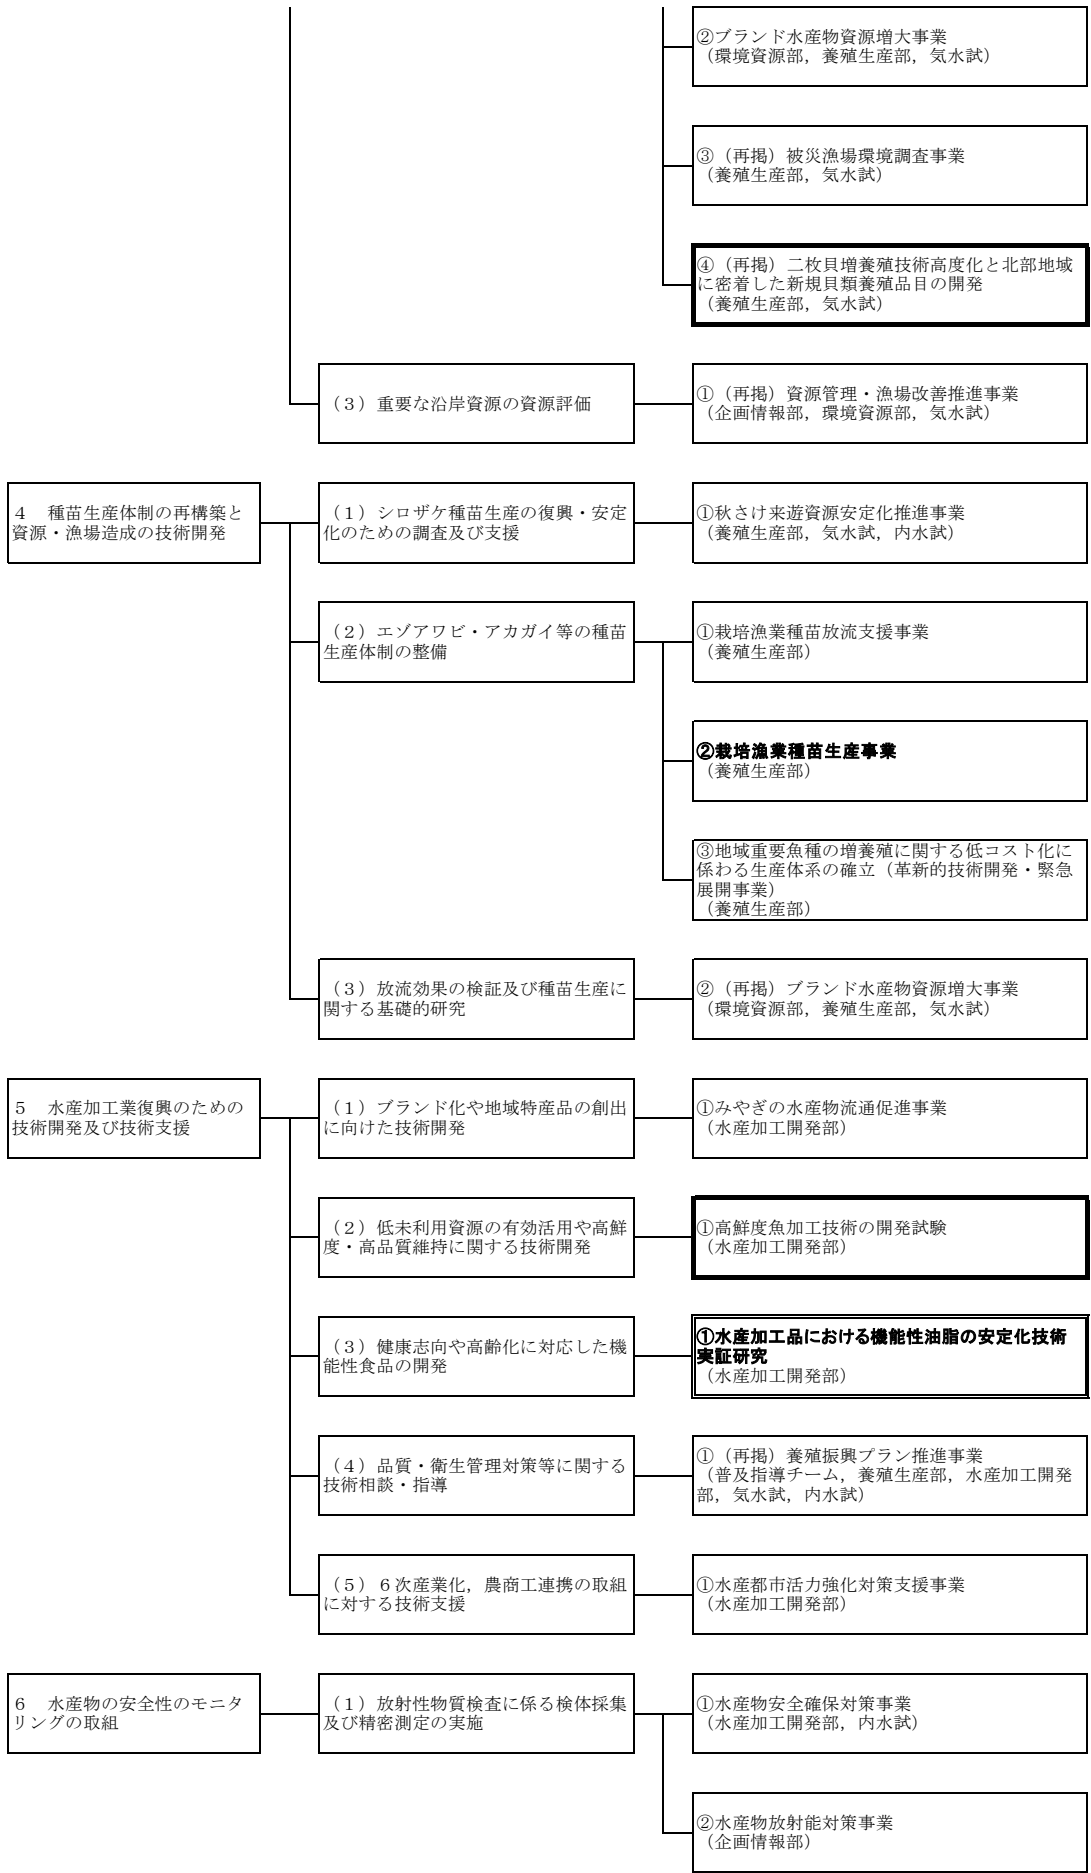 ②ブランド水産物資源増大事業
（環境資源部，養殖生産部，気水試）
③（再掲）被災漁場環境調査事業
（養殖生産部，気水試）
④（再掲）二枚貝増養殖技術高度化と北部地域
に密着した新規貝類養殖品目の開発
（養殖生産部，気水試）
（３）重要な沿岸資源の資源評価
①（再掲）資源管理・漁場改善推進事業
（企画情報部，環境資源部，気水試）
４　種苗生産体制の再構築と
資源・漁場造成の技術開発
（１）シロザケ種苗生産の復興・安定
化のための調査及び支援
①秋さけ来遊資源安定化推進事業
（養殖生産部，気水試，内水試）
（２）エゾアワビ・アカガイ等の種苗
生産体制の整備
①栽培漁業種苗放流支援事業
（養殖生産部）
②栽培漁業種苗生産事業
（養殖生産部）
③地域重要魚種の増養殖に関する低コスト化に
係わる生産体系の確立（革新的技術開発・緊急
展開事業）
（養殖生産部）
（３）放流効果の検証及び種苗生産に
関する基礎的研究
②（再掲）ブランド水産物資源増大事業
（環境資源部，養殖生産部，気水試）
５　水産加工業復興のための
技術開発及び技術支援
（１）ブランド化や地域特産品の創出
に向けた技術開発
①みやぎの水産物流通促進事業
（水産加工開発部）
（２）低未利用資源の有効活用や高鮮
度・高品質維持に関する技術開発
①高鮮度魚加工技術の開発試験
（水産加工開発部）
（３）健康志向や高齢化に対応した機
能性食品の開発
①水産加工品における機能性油脂の安定化技術
実証研究
（水産加工開発部）
（４）品質・衛生管理対策等に関する
技術相談・指導
①（再掲）養殖振興プラン推進事業
（普及指導チーム，養殖生産部，水産加工開発
部，気水試，内水試）
（５）６次産業化，農商工連携の取組
に対する技術支援
①水産都市活力強化対策支援事業
（水産加工開発部）
６　水産物の安全性のモニタ
リングの取組
（１）放射性物質検査に係る検体採集
及び精密測定の実施
①水産物安全確保対策事業
（水産加工開発部，内水試）
②水産物放射能対策事業
（企画情報部）